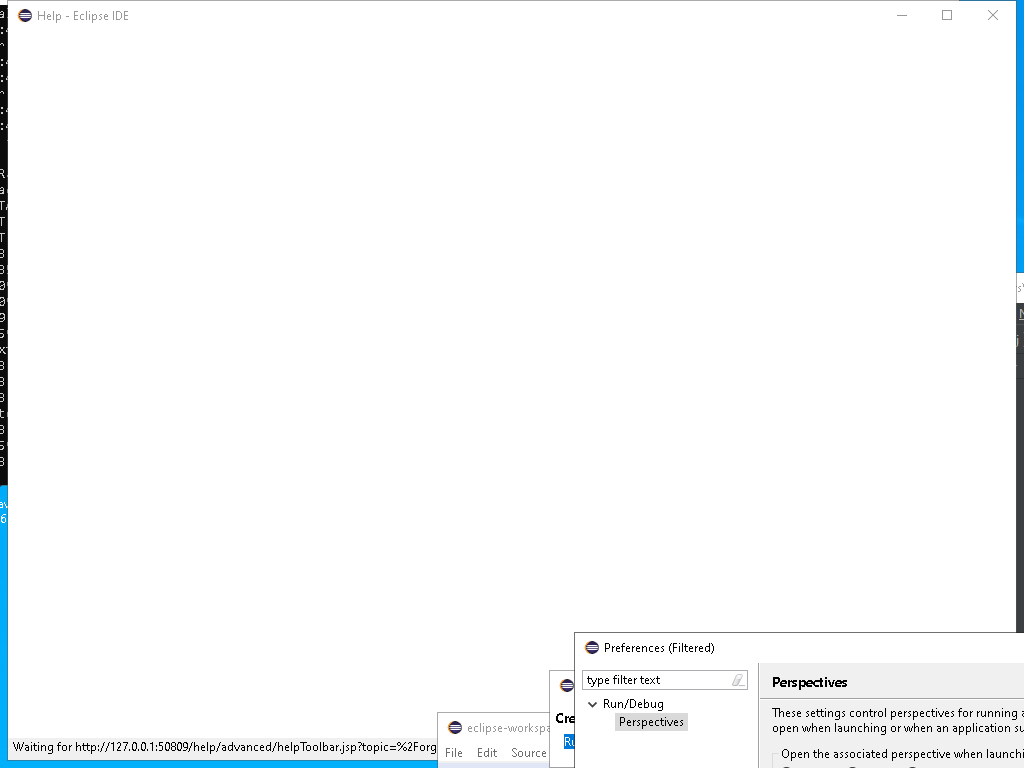 Help - Eclipse IDE
Preferences (Filtered)
type filter text
Perspectives
Run/Debug
These settings control perspectives for running
Perspectives
open when launching or when an application
eclipse-workspa
Cre
Ru
File Edit Source
Waiting for http://127.0.0.1:50809/help/advanced/helpToolbar.jsp?topic=%2Forg
Open the associated perspective when launchi